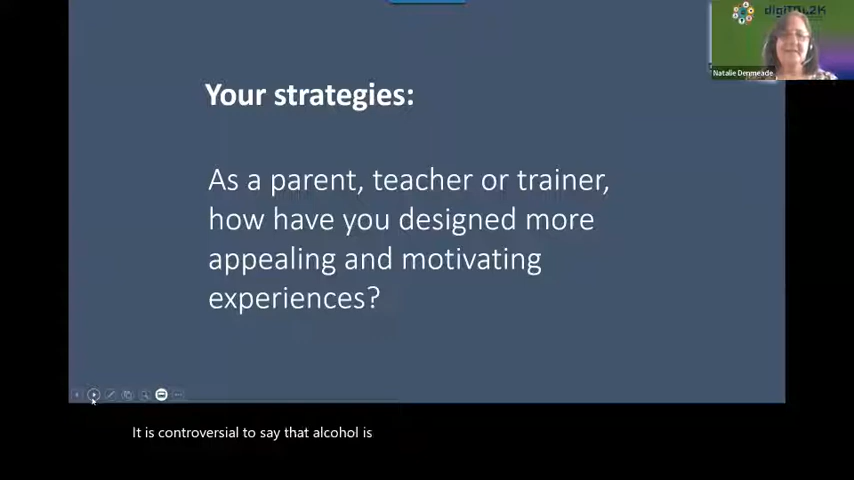 digiTAL2K
Natalie Denmeade
Your strategies:
As a parent, teacher or trainer,
how have you designed more
appealing and motivating
experiences?
It is controversial to say that alcohol is